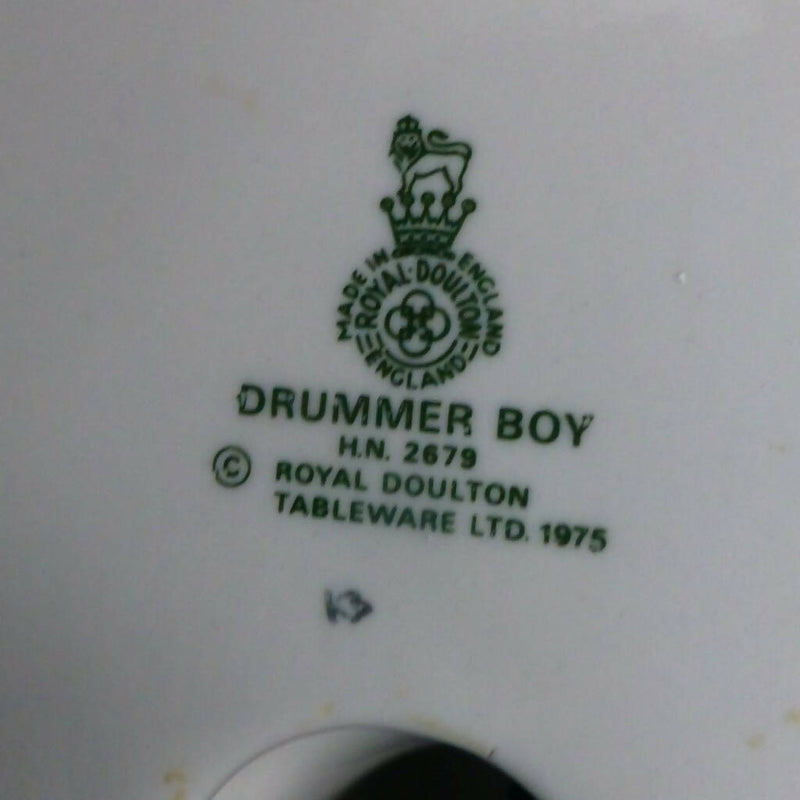 MADE IN ENGLAND
ROYAL·DOULTON
ENGLAND
DRUMMER BOY
H.N. 2679
© ROYAL DOULTON
TABLEWARE LTD. 1975